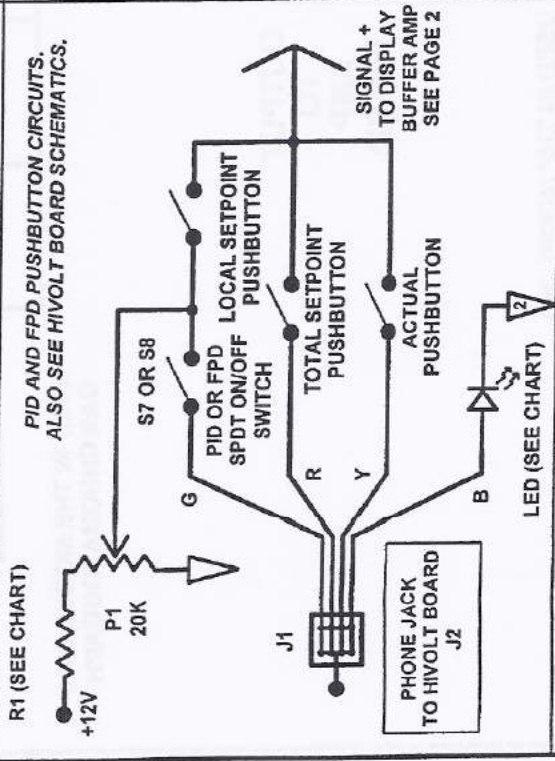 PID AND FPD PUSHBUTTON CIRCUITS.
ALSO SEE HIVOLT BOARD SCHEMATICS.
R1 (SEE CHART)
+12V
P1
20K
S7 OR S8
PID OR FPD
SPDT ON/OFF
SWITCH
LOCAL SETPOINT
PUSHBUTTON
SIGNAL +
TO DISPLAY
BUFFER AMP
SEE PAGE 2
G
R
TOTAL SETPOINT
PUSHBUTTON
Y
ACTUAL
PUSHBUTTON
J1
B
LED (SEE CHART)
2
PHONE JACK
TO HIVOLT BOARD
J2